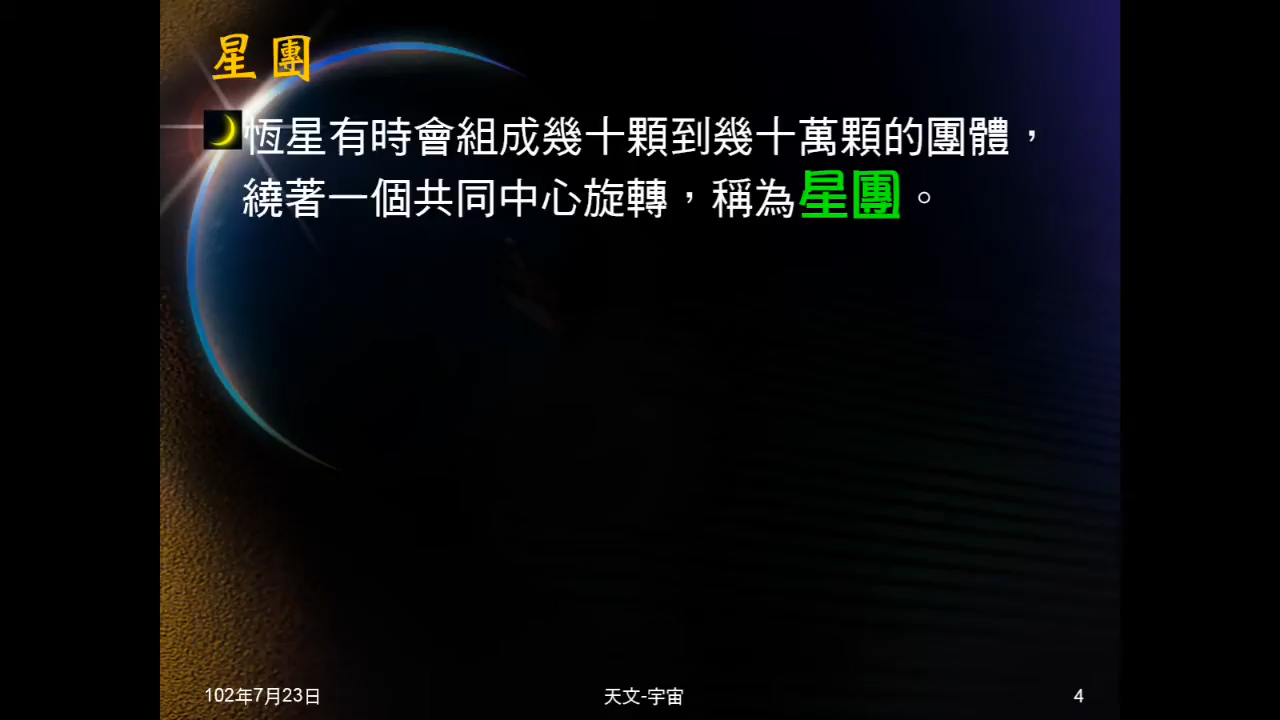 星團
恆星有時會組成幾十顆到幾十萬顆的團體，
繞著一個共同中心旋轉，稱為星團。
102年7月23日
天文-宇宙
4